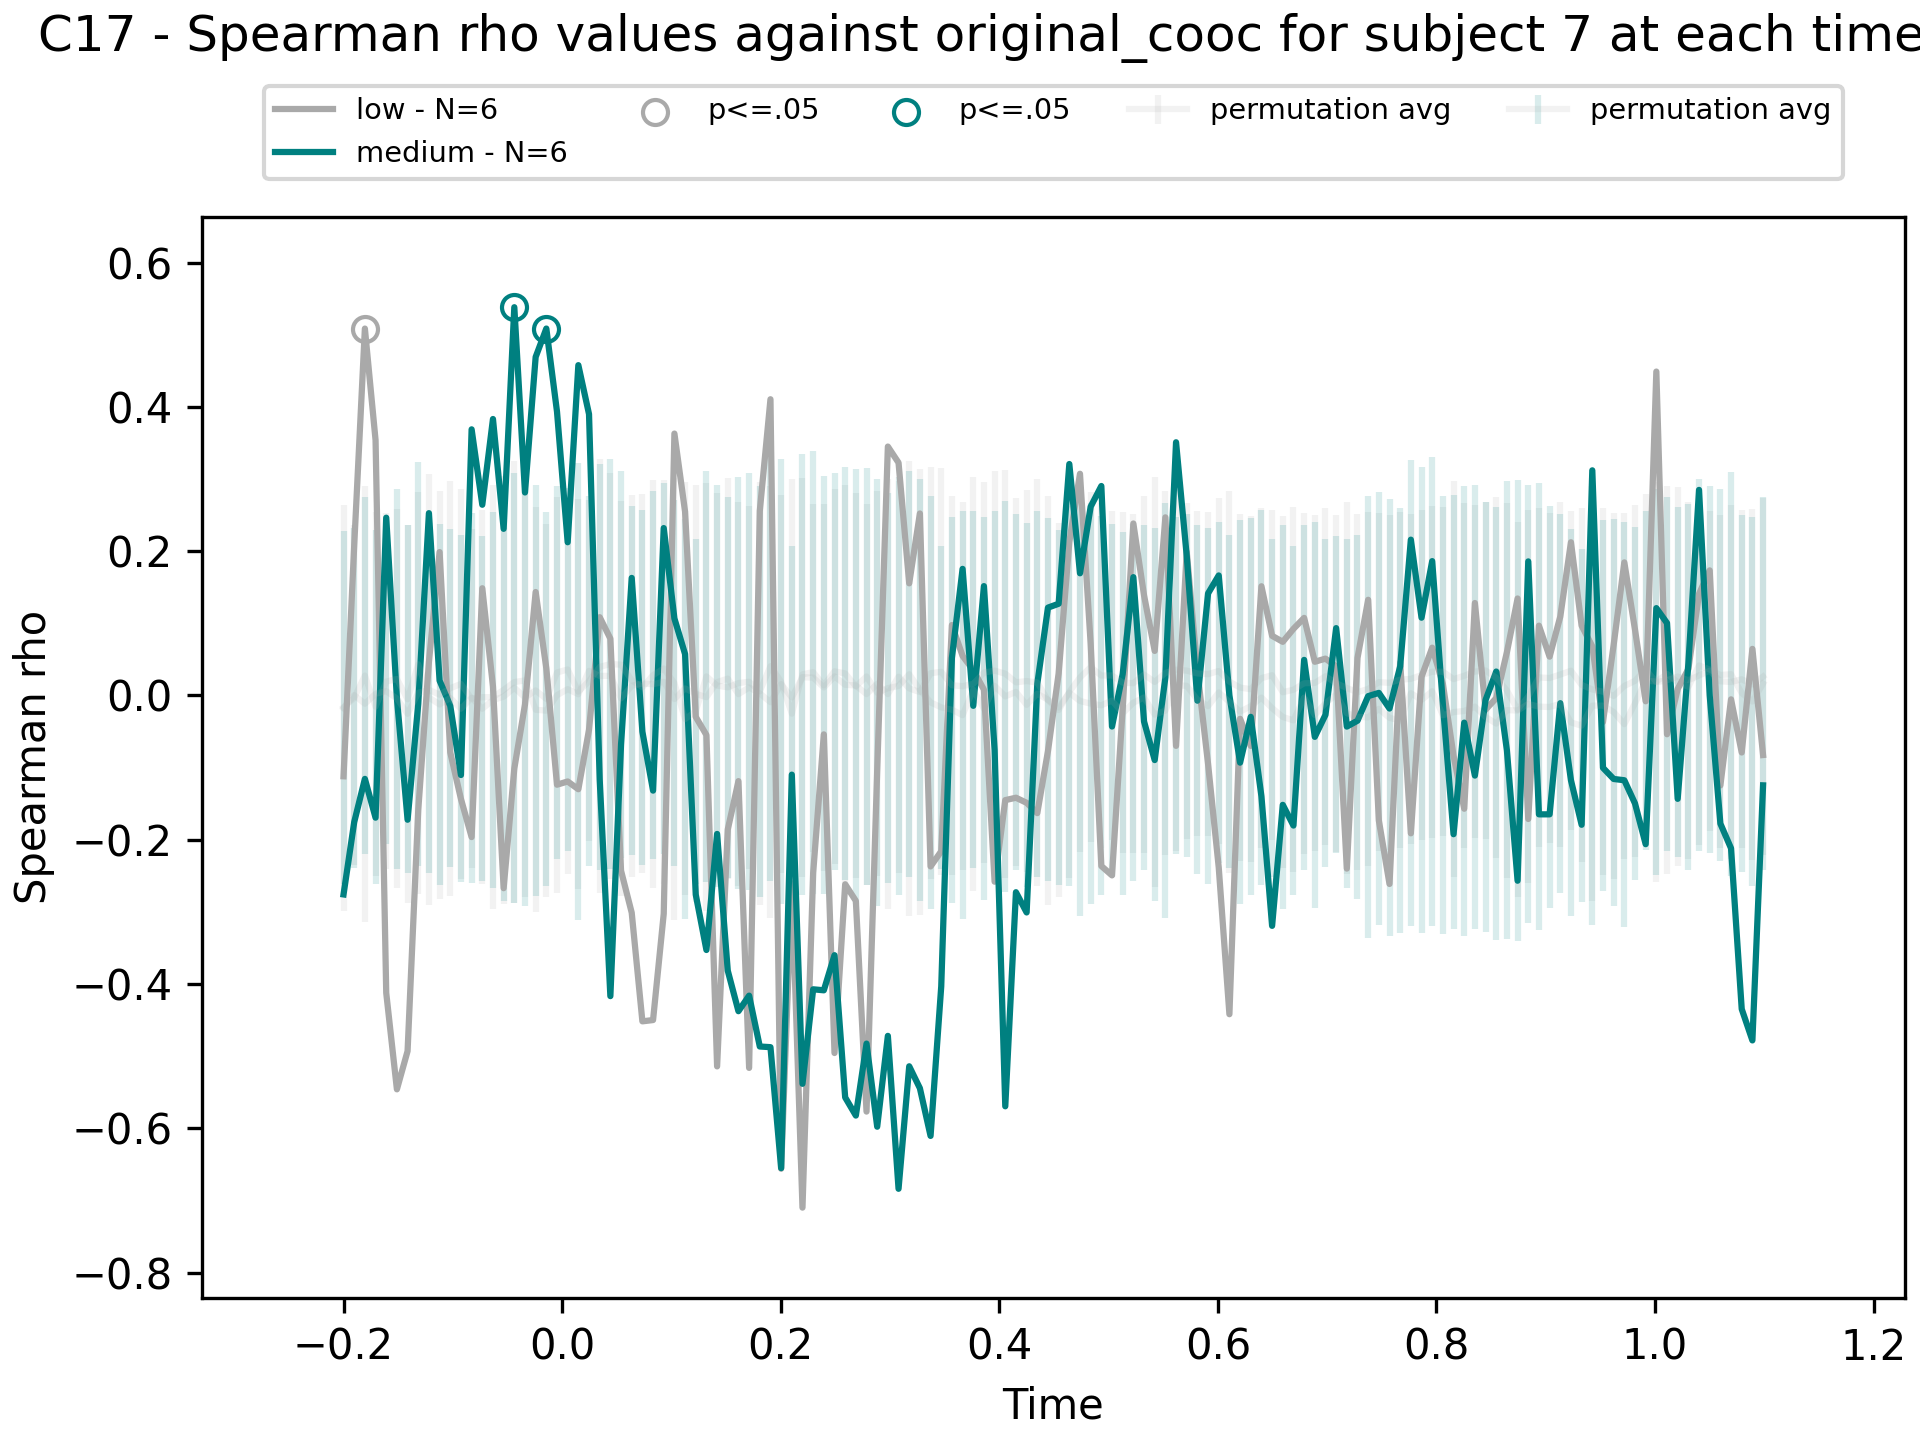 C17 - Spearman rho values against original_cooc for subject 7 at each time
low - N=6
medium - N=6
p<=.05
p<=.05
permutation avg
permutation avg
Spearman rho
0.6
0.4
0.2
0.0
−0.2
−0.4
−0.6
−0.8
−0.2 0.0 0.2 0.4 0.6 0.8 1.0 1.2
Time